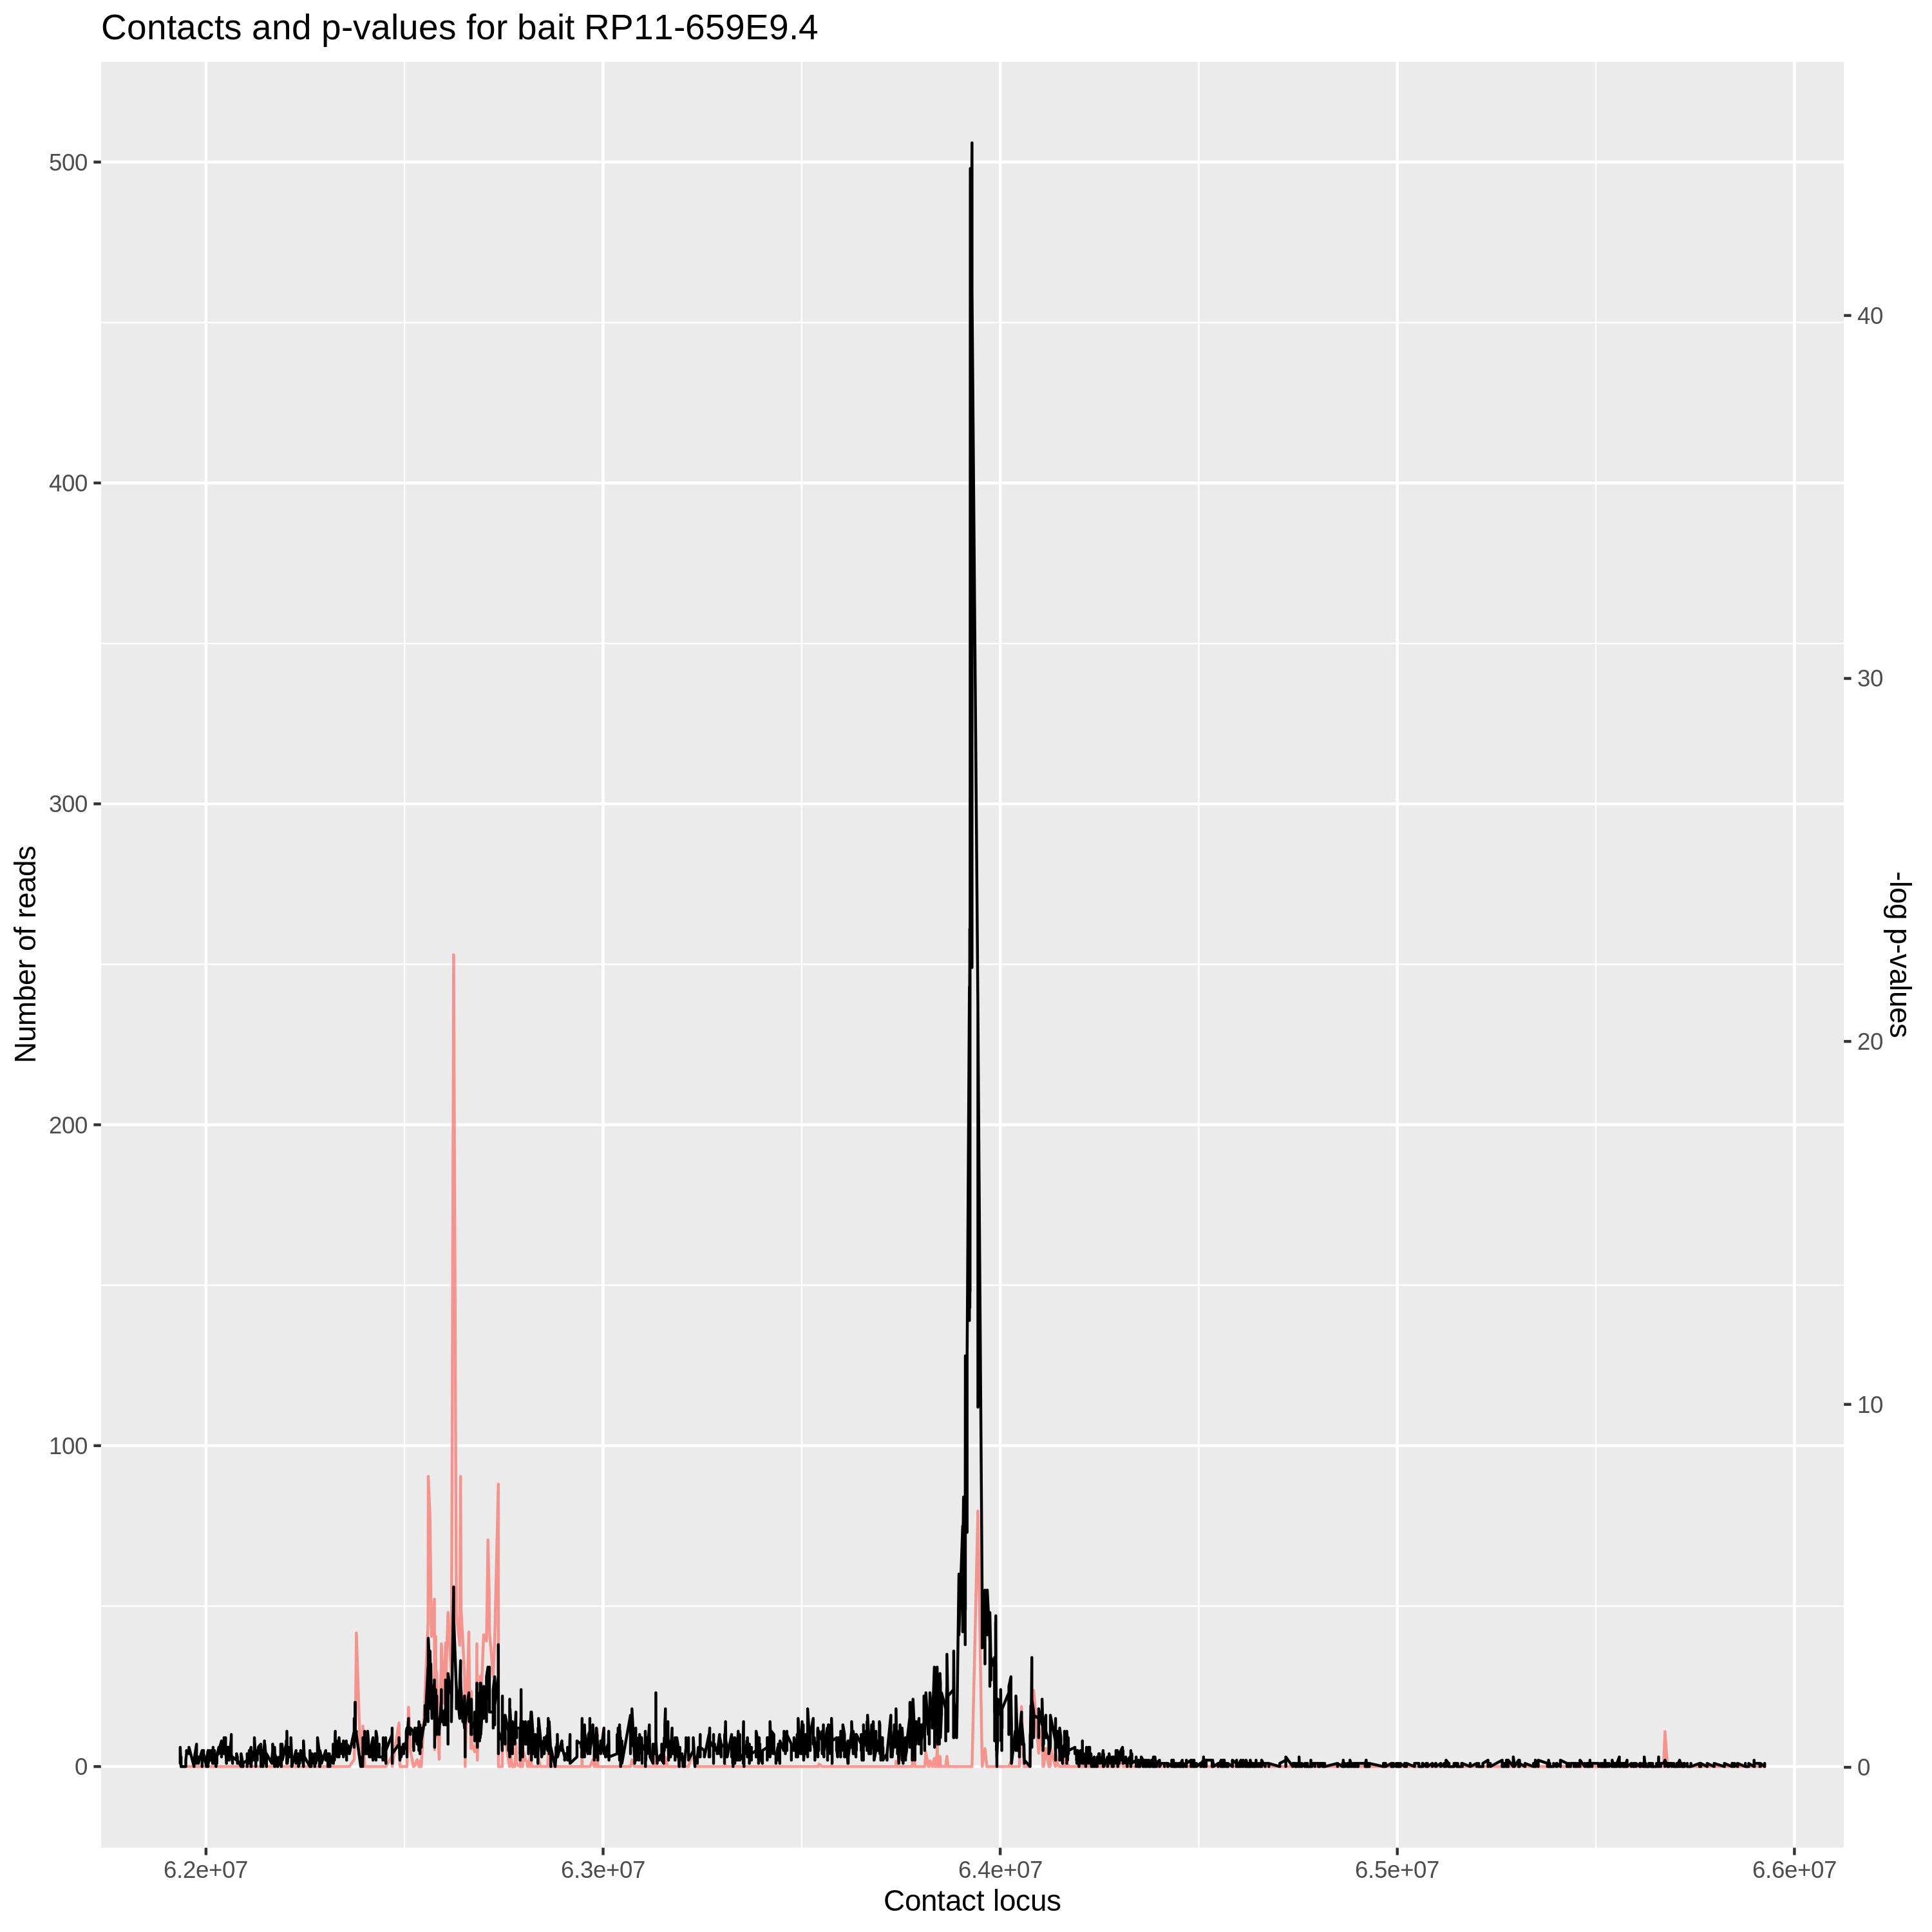 Contacts and p-values for bait RP11-659E9.4
500
400
300
200
100
0
Number of reads
40
30
20
10
0
-log p-values
6.2e+07 6.3e+07 6.4e+07 6.5e+07 6.6e+07
Contact locus